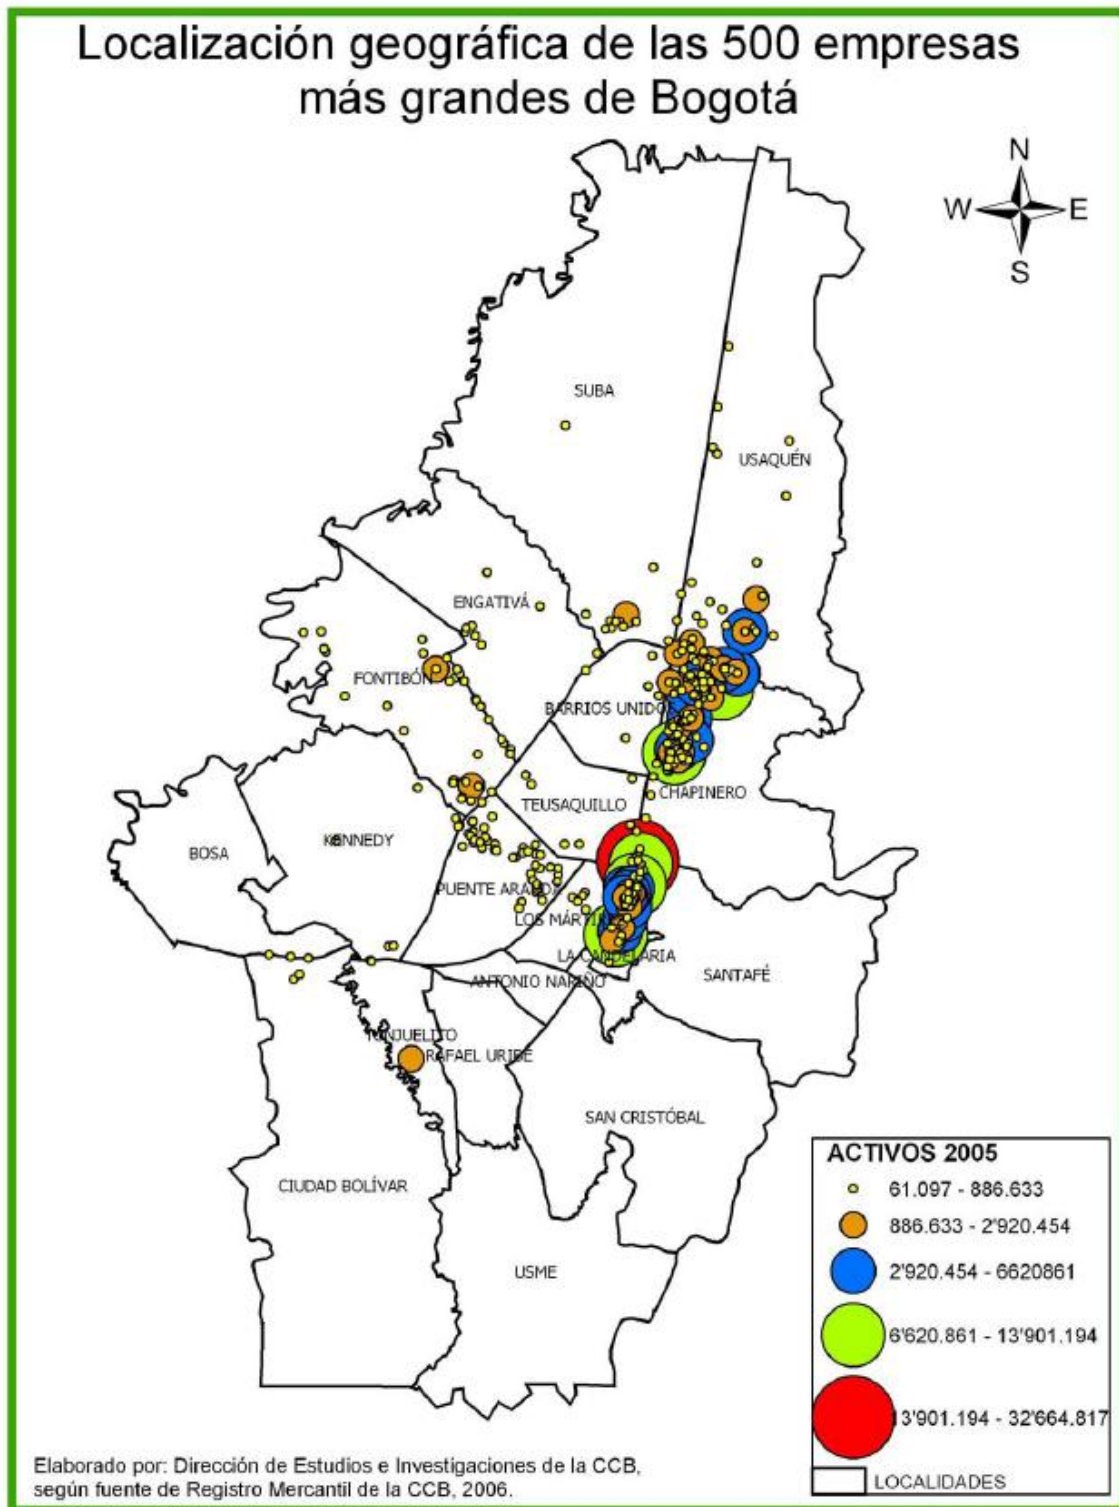 Localización geográfica de las 500 empresas
más grandes de Bogotá
N
W
E
S
SUBA
USAQUÉN
ENGATIVÁ
FONTIBÓN
BARRIOS UNIDOS
TEUSAQUILLO
CHAPINERO
KENNEDY
BOSA
PUENTE ARANDA
LOS MÁRTIRES
LA CANDELARIA
SANTAFÉ
ANTONIO NARIÑO
TUNJUELITO
RAFAEL URIBE
SAN CRISTÓBAL
CIUDAD BOLÍVAR
USME
ACTIVOS 2005
61.097 - 886.633
886.633 - 2'920.454
2'920.454 - 6620861
6'620.861 - 13'901.194
13'901.194 - 32'664.817
LOCALIDADES
Elaborado por: Dirección de Estudios e Investigaciones de la CCB,
según fuente de Registro Mercantil de la CCB, 2006.